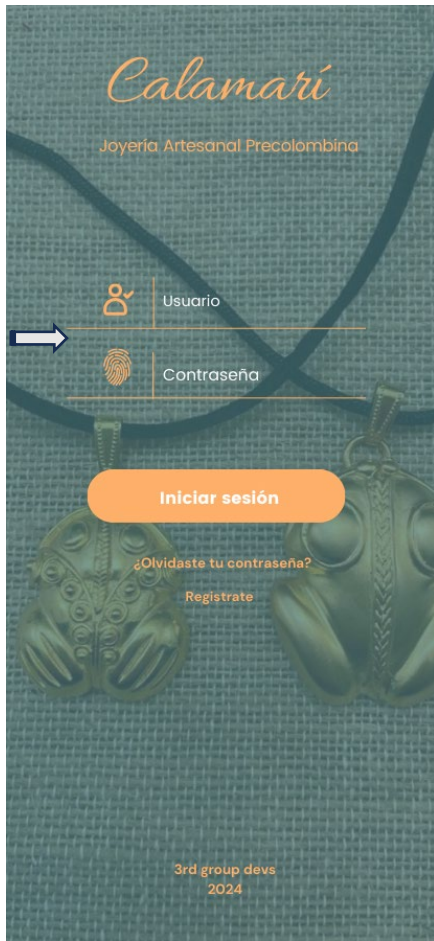 Calamarí
Joyería Artesanal Precolombina
Usuario
Contraseña
Iniciar sesión
¿Olvidaste tu contraseña?
Registrate
3rd group devs
2024